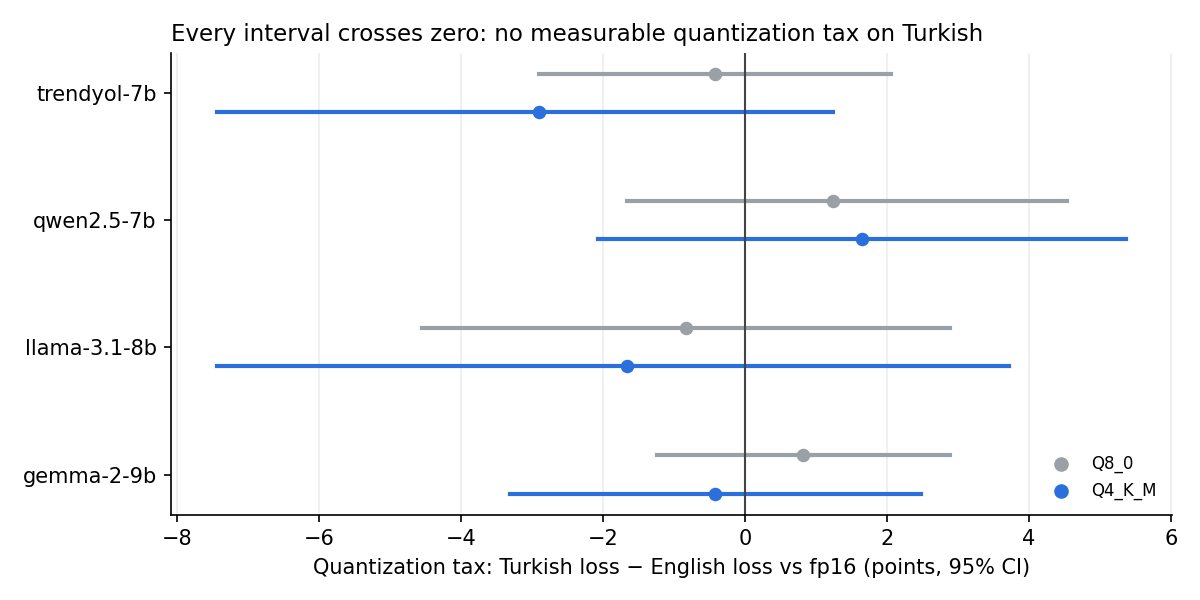 Every interval crosses zero: no measurable quantization tax on Turkish
trendyol-7b
qwen2.5-7b
llama-3.1-8b
gemma-2-9b
Q8_0
Q4_K_M
−8 −6 −4 −2 0 2 4 6
Quantization tax: Turkish loss − English loss vs fp16 (points, 95% CI)